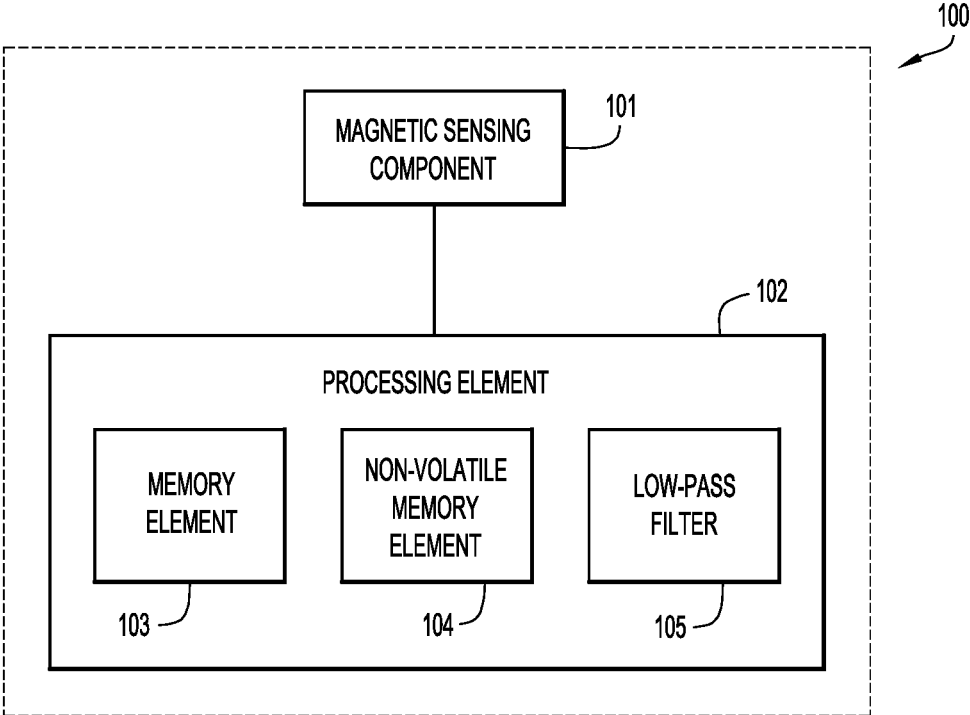 100
101
MAGNETIC SENSING
COMPONENT
102
PROCESSING ELEMENT
MEMORY
ELEMENT
NON-VOLATILE
MEMORY
ELEMENT
LOW-PASS
FILTER
103
104
105